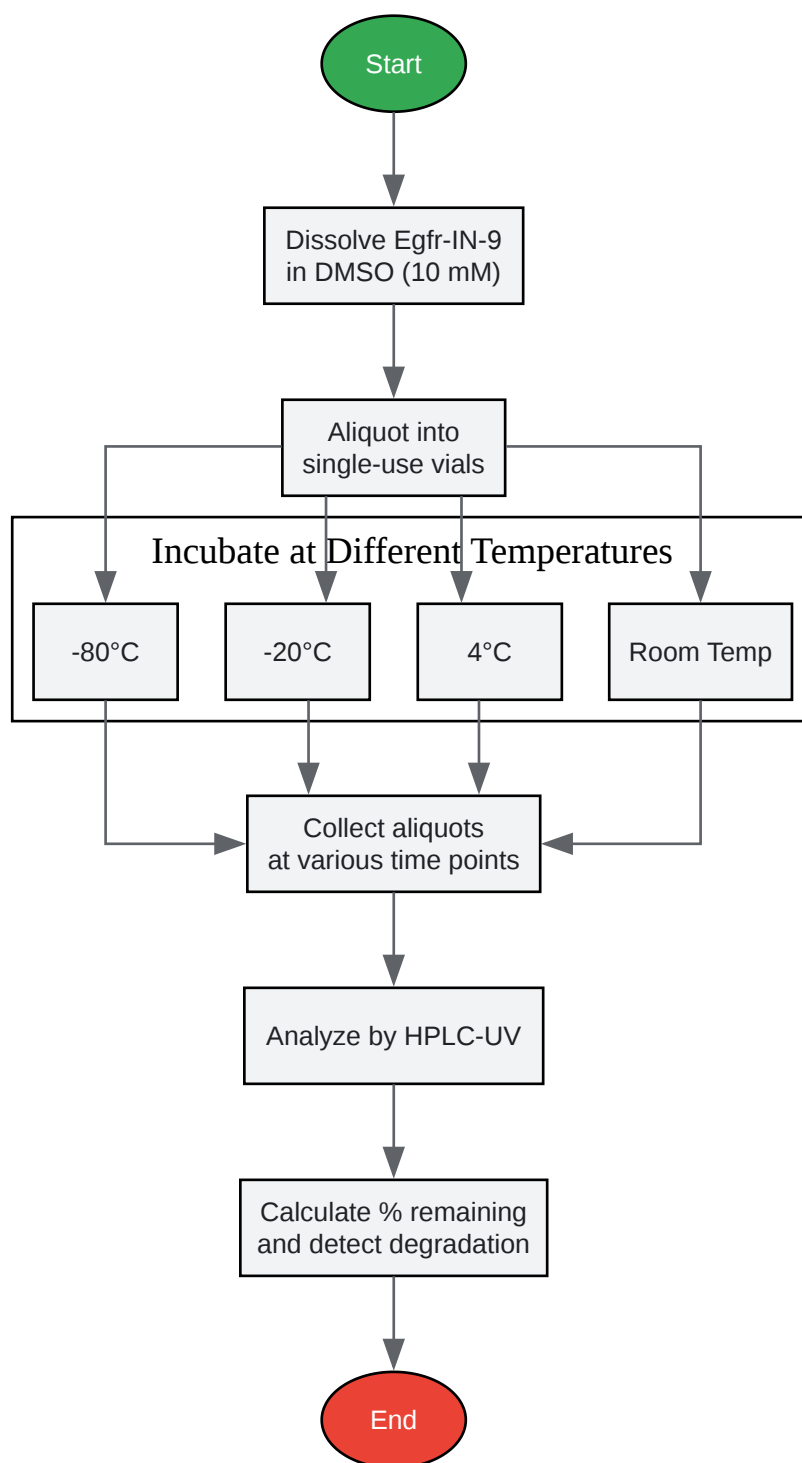 Start
Dissolve Egfr-IN-9
in DMSO (10 mM)
Aliquot into
single-use vials
Incubate at Different Temperatures
-80°C
-20°C
4°C
Room Temp
Collect aliquots
at various time points
Analyze by HPLC-UV
Calculate % remaining
and detect degradation
End